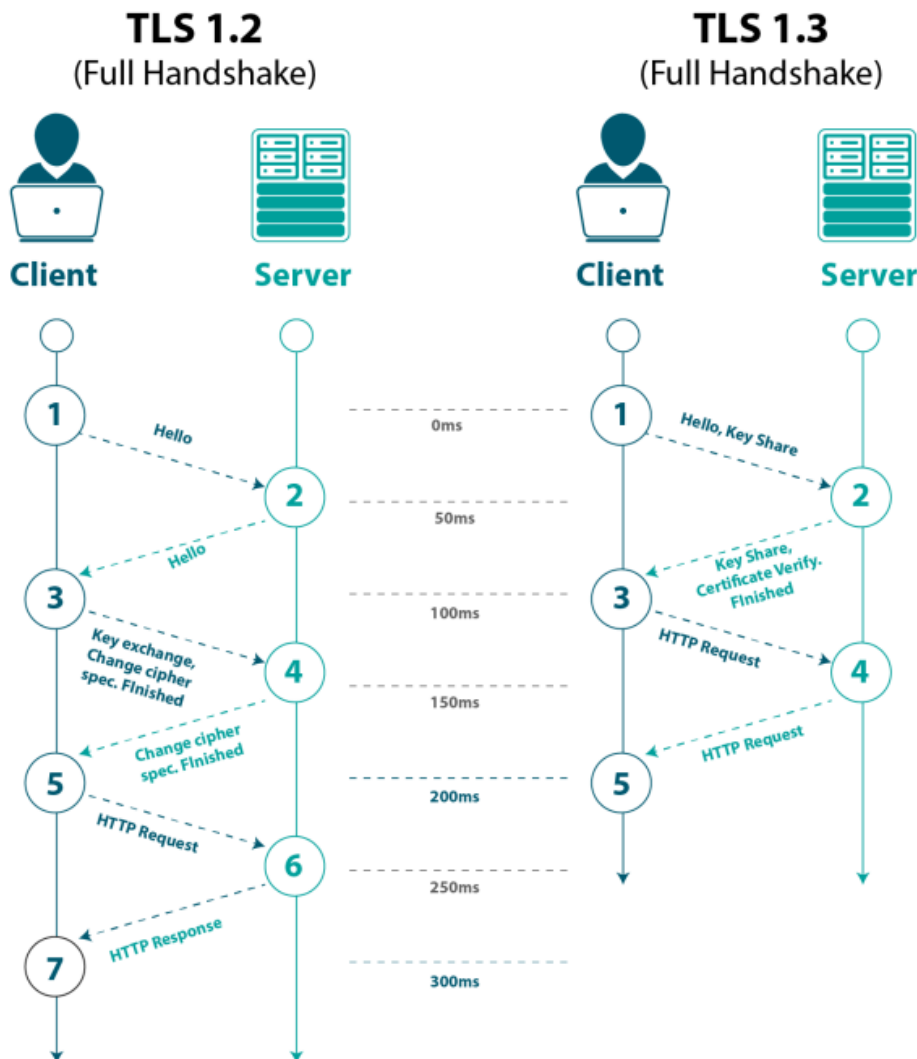 TLS 1.2
(Full Handshake)
Client
Server
1
Hello
2
Hello
3
Key exchange,
Change cipher
spec. FInished
4
Change cipher
spec. FInished
5
HTTP Request
6
HTTP Response
7
0ms
50ms
100ms
150ms
200ms
250ms
300ms
TLS 1.3
(Full Handshake)
Client
Server
1
Hello, Key Share
2
Key Share,
Certificate Verify.
FInished
3
HTTP Request
4
HTTP Request
5